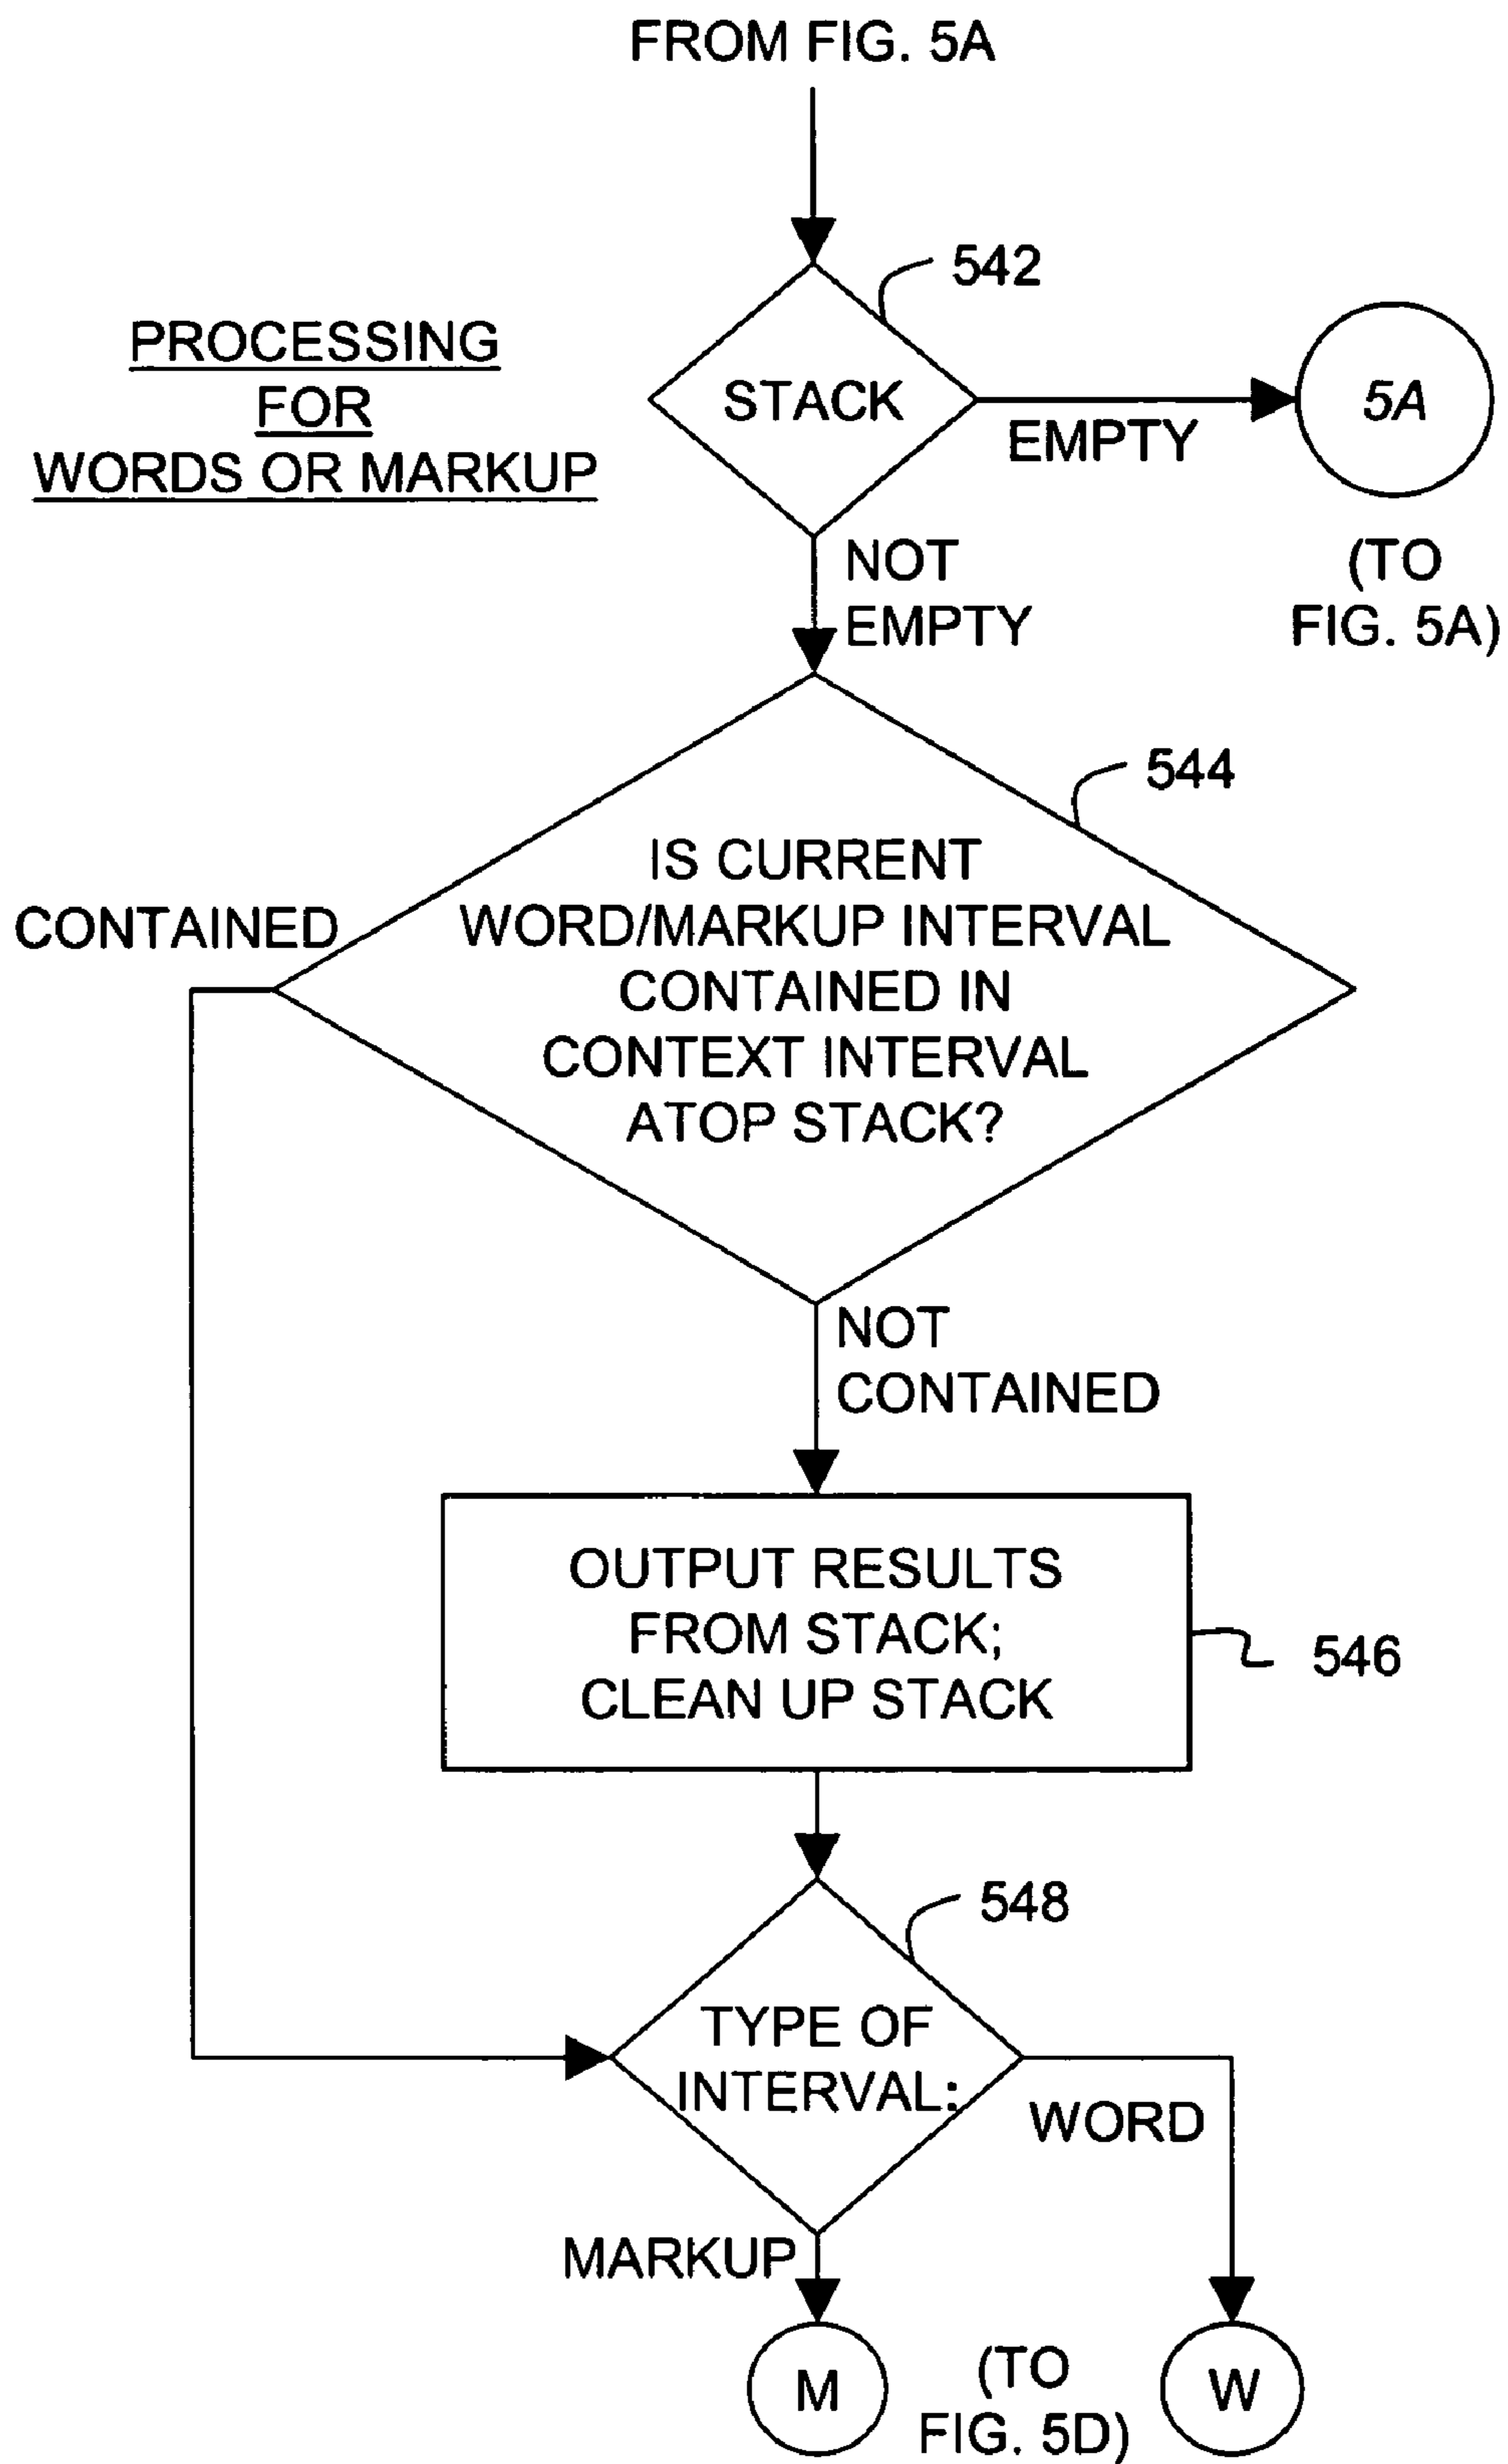 FROM FIG. 5A
542
PROCESSING
FOR
WORDS OR MARKUP
STACK
EMPTY
5A
(TO
FIG. 5A)
NOT
EMPTY
544
CONTAINED
IS CURRENT
WORD/MARKUP INTERVAL
CONTAINED IN
CONTEXT INTERVAL
ATOP STACK?
NOT
CONTAINED
OUTPUT RESULTS
FROM STACK;
CLEAN UP STACK
546
548
TYPE OF
INTERVAL:
WORD
MARKUP
M
(TO
FIG. 5D)
W